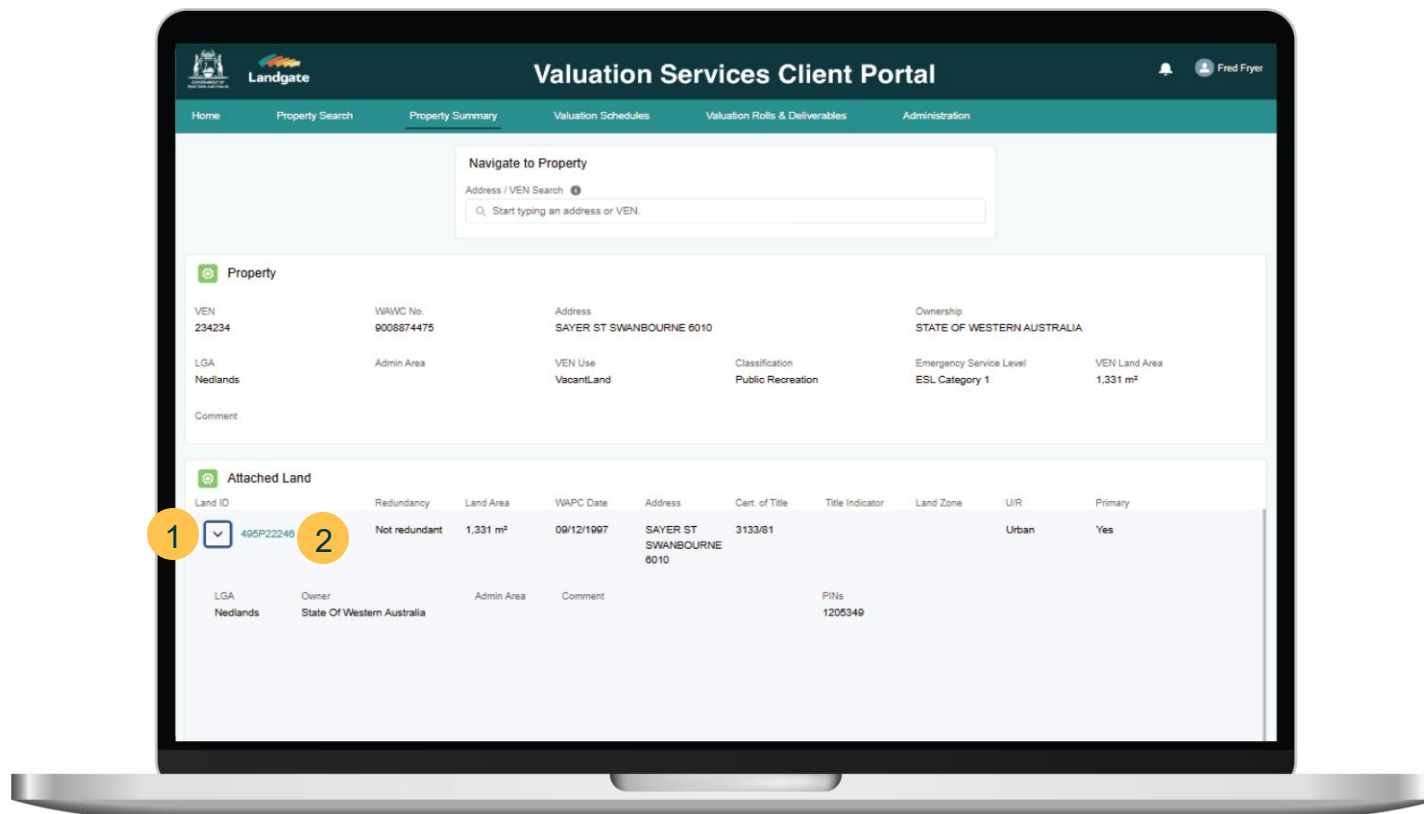 GOVERNMENT OF
WESTERN AUSTRALIA
Landgate
Valuation Services Client Portal
Fred Fryer
Home Property Search Property Summary Valuation Schedules Valuation Rolls & Deliverables Administration
Navigate to Property
Address / VEN Search
Start typing an address or VEN.
Property
VEN WAWC No. Address Ownership
234234 9008874475 SAYER ST SWANBOURNE 6010 STATE OF WESTERN AUSTRALIA
LGA Admin Area VEN Use Classification Emergency Service Level VEN Land Area
Nedlands VacantLand Public Recreation ESL Category 1 1,331 m²
Comment
Attached Land
Land ID Redundancy Land Area WAPC Date Address Cert. of Title Title Indicator Land Zone U/R Primary
1 495P22246 2 Not redundant 1,331 m² 09/12/1997 SAYER ST 3133/81 Urban Yes
SWANBOURNE
6010
LGA Owner Admin Area Comment PINs
Nedlands State Of Western Australia 1205349